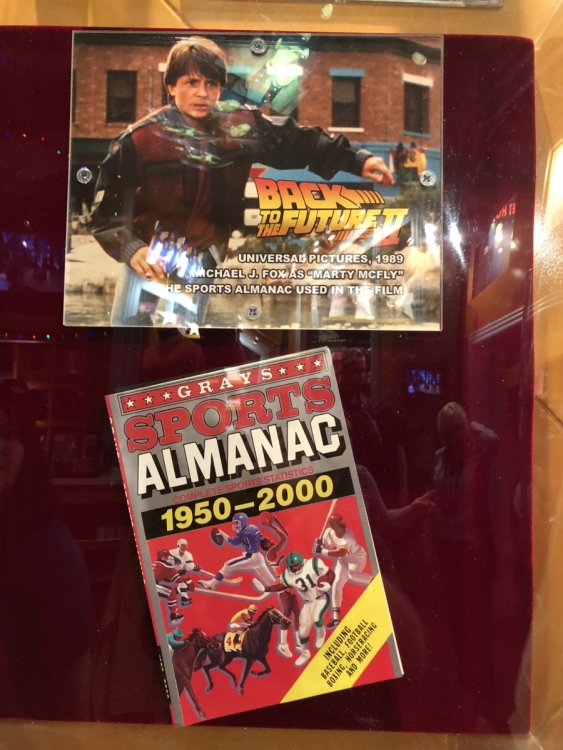 BACK
TO THE FUTURE II
UNIVERSAL PICTURES, 1989
MICHAEL J. FOX AS "MARTY MCFLY"
THE SPORTS ALMANAC USED IN THE FILM
GRAYS
SPORTS
ALMANAC
COMPLETE SPORTS STATISTICS
1950-2000
31
INCLUDING
BASEBALL, FOOTBALL
BOXING, HORSERACING
AND MORE!